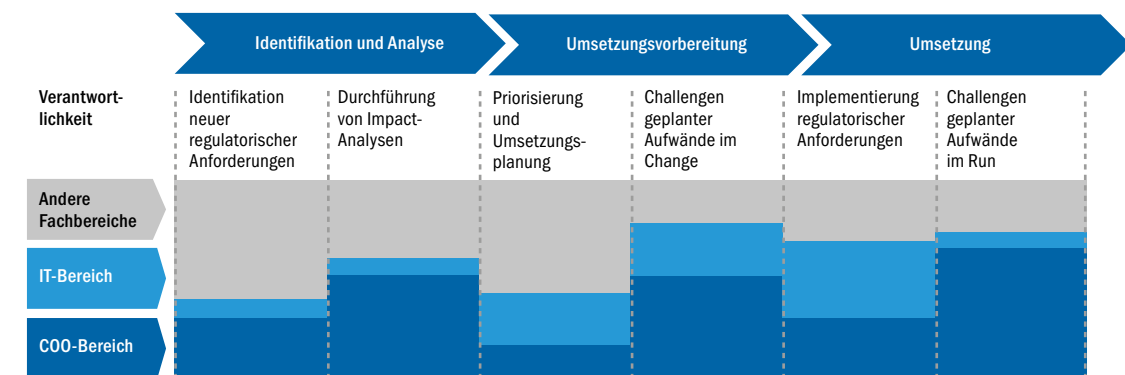 Identifikation und Analyse
Umsetzungsvorbereitung
Umsetzung
Verantwort-
lichkeit
Identifikation
neuer
regulatorischer
Anforderungen
Durchführung
von Impact-
Analysen
Priorisierung
und
Umsetzungs-
planung
Challengen
geplanter
Aufwände im
Change
Implementierung
regulatorischer
Anforderungen
Challengen
geplanter
Aufwände
im Run
Andere
Fachbereiche
IT-Bereich
COO-Bereich